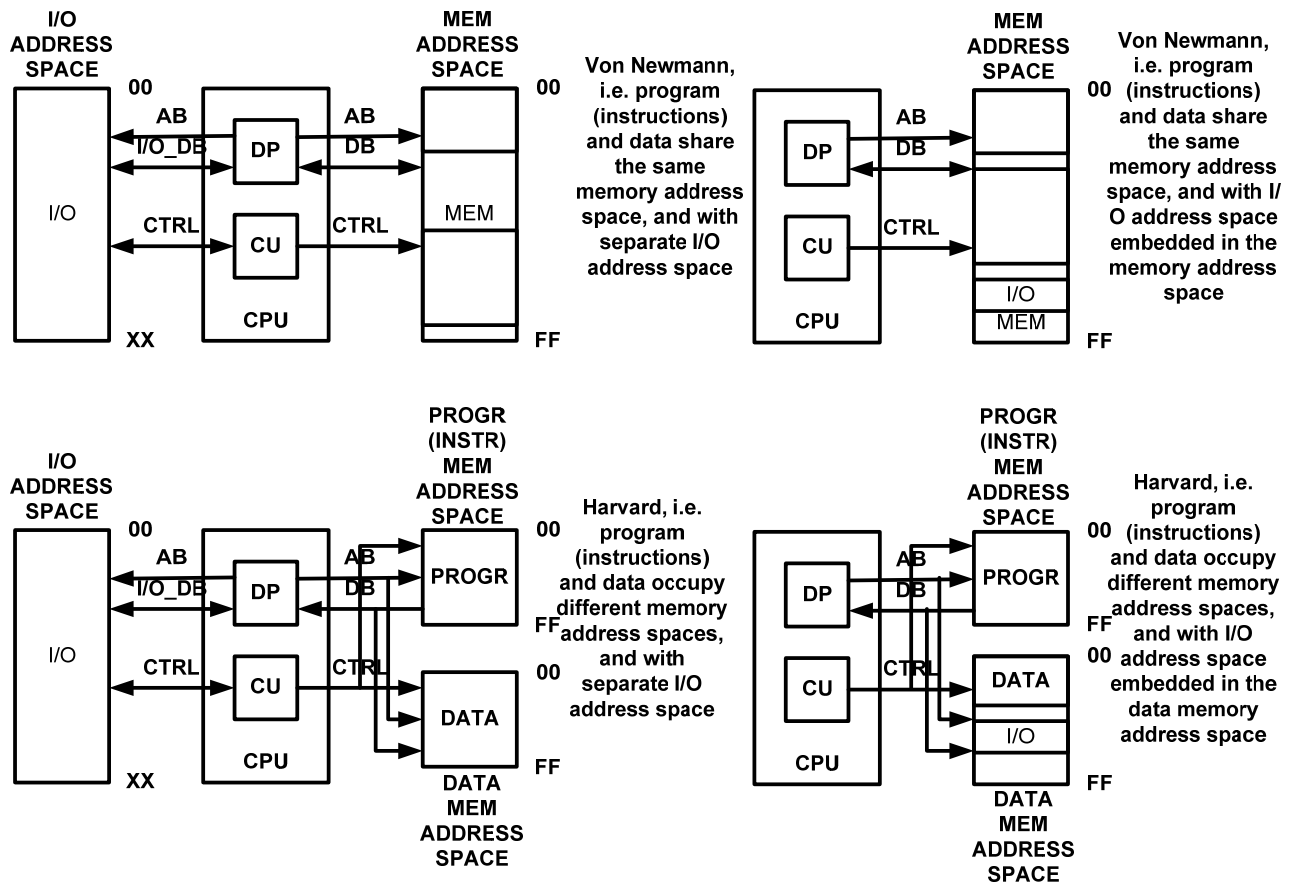 I/O
ADDRESS
SPACE
00
I/O
XX
AB
I/O_DB
CTRL
DP
CU
CPU
AB
DB
CTRL
MEM
ADDRESS
SPACE
00
MEM
FF
Von Newmann,
i.e. program
(instructions)
and data share
the same
memory address
space, and with
separate I/O
address space
DP
CU
CPU
AB
DB
CTRL
MEM
ADDRESS
SPACE
00
I/O
MEM
FF
Von Newmann,
i.e. program
(instructions)
and data share
the same
memory address
space, and with I/
O address space
embedded in the
memory address
space
I/O
ADDRESS
SPACE
00
I/O
XX
AB
I/O_DB
CTRL
DP
CU
CPU
AB
DB
CTRL
PROGR
(INSTR)
MEM
ADDRESS
SPACE
00
PROGR
FF
00
DATA
FF
DATA
MEM
ADDRESS
SPACE
Harvard, i.e.
program
(instructions)
and data occupy
different memory
address spaces,
and with
separate I/O
address space
DP
CU
CPU
AB
DB
CTRL
PROGR
(INSTR)
MEM
ADDRESS
SPACE
00
PROGR
FF
00
DATA
I/O
FF
DATA
MEM
ADDRESS
SPACE
Harvard, i.e.
program
(instructions)
and data occupy
different memory
address spaces,
and with I/O
address space
embedded in the
data memory
address space